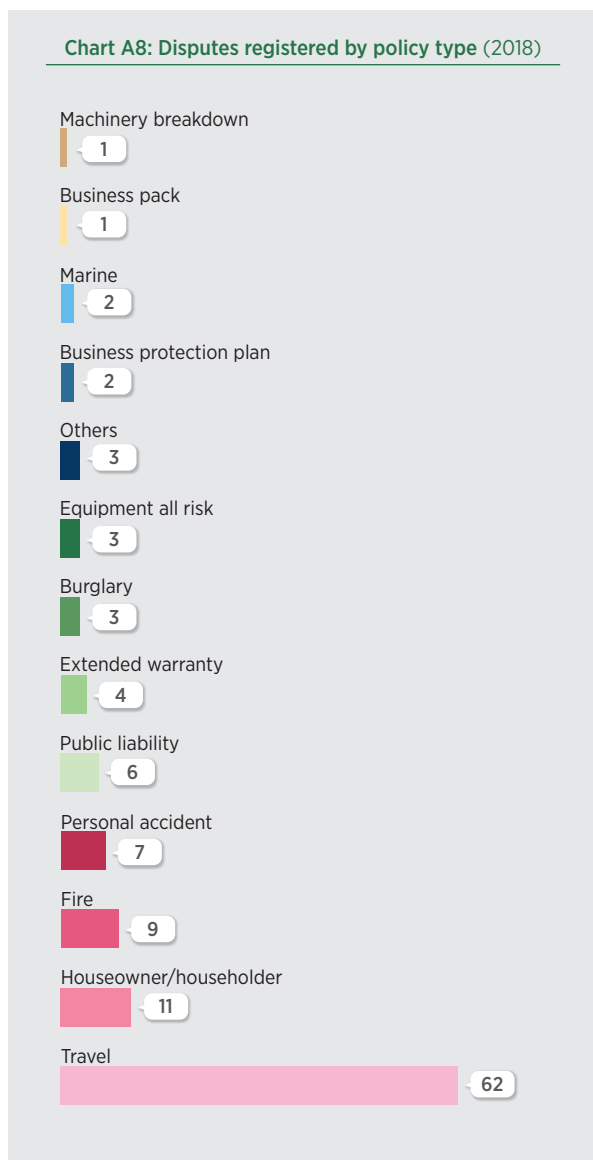 Chart A8: Disputes registered by policy type (2018)
Machinery breakdown
1
Business pack
1
Marine
2
Business protection plan
2
Others
3
Equipment all risk
3
Burglary
3
Extended warranty
4
Public liability
6
Personal accident
7
Fire
9
Houseowner/householder
11
Travel
62